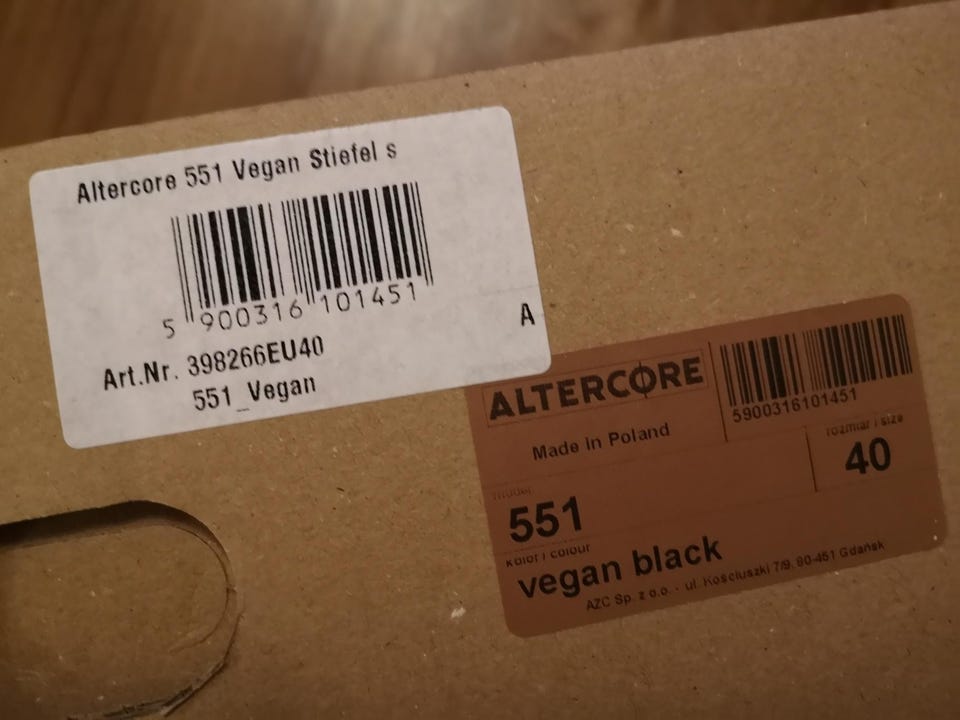 Altercore 551 Vegan Stiefel s
5 900316 101451
A
Art.Nr. 398266EU40
551_Vegan
ALTERCORE
5900316101451
Made in Poland
rozmiar / size
40
model
551
kolor / colour
vegan black
AZC Sp. z o.o. - ul. Kościuszki 7/9, 80-451 Gdańsk